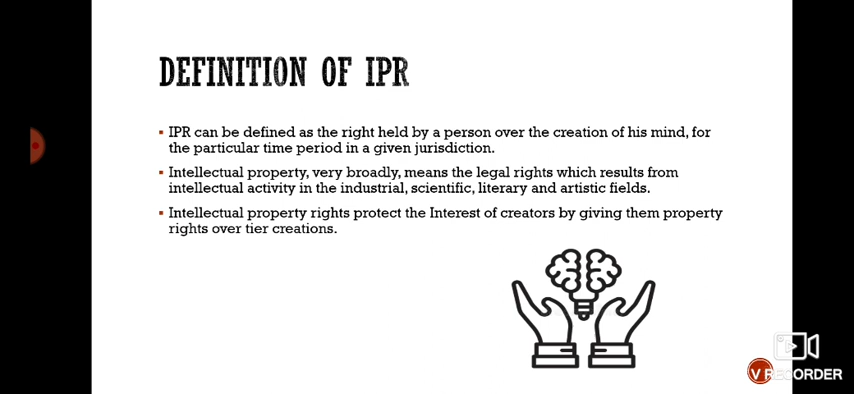 DEFINITION OF IPR
▪ IPR can be defined as the right held by a person over the creation of his mind, for
the particular time period in a given jurisdiction.
▪ Intellectual property, very broadly, means the legal rights which results from
intellectual activity in the industrial, scientific, literary and artistic fields.
▪ Intellectual property rights protect the Interest of creators by giving them property
rights over tier creations.
V RECORDER